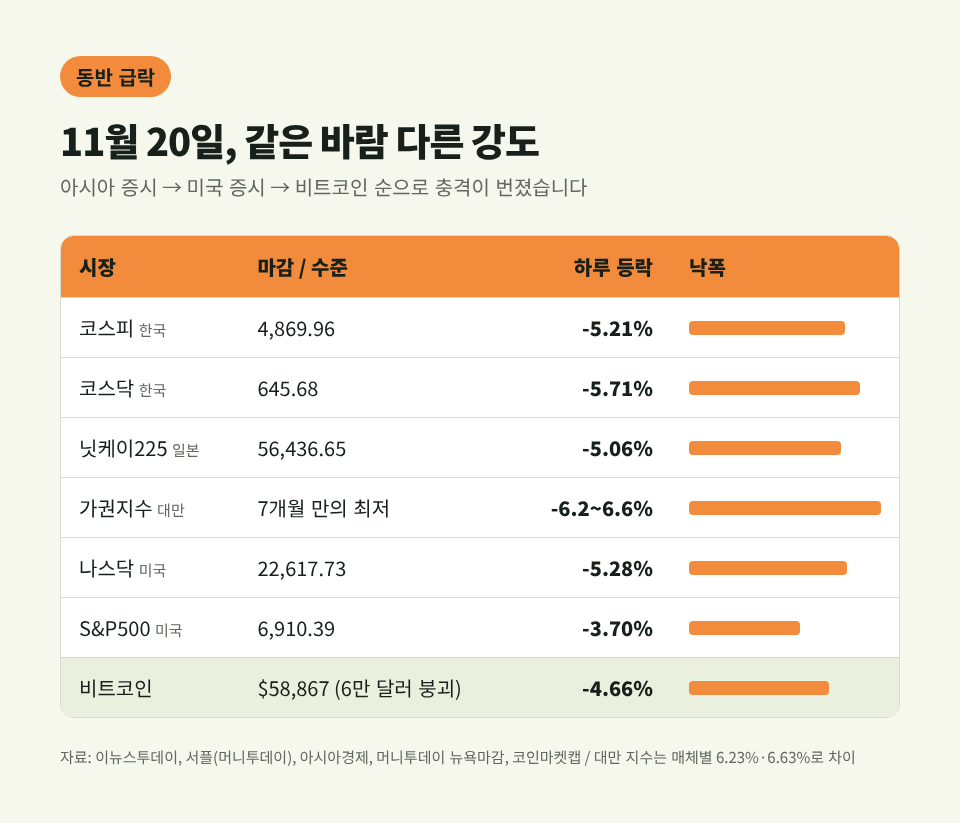 동반 급락
11월 20일, 같은 바람 다른 강도
아시아 증시 → 미국 증시 → 비트코인 순으로 충격이 번졌습니다
시장 마감 / 수준 하루 등락 낙폭
코스피 한국 4,869.96 -5.21%
코스닥 한국 645.68 -5.71%
닛케이225 일본 56,436.65 -5.06%
가권지수 대만 7개월 만의 최저 -6.2~6.6%
나스닥 미국 22,617.73 -5.28%
S&P500 미국 6,910.39 -3.70%
비트코인 $58,867 (6만 달러 붕괴) -4.66%
자료: 이뉴스투데이, 서플(머니투데이), 아시아경제, 머니투데이 뉴욕마감, 코인마켓캡 / 대만 지수는 매체별 6.23%·6.63%로 차이